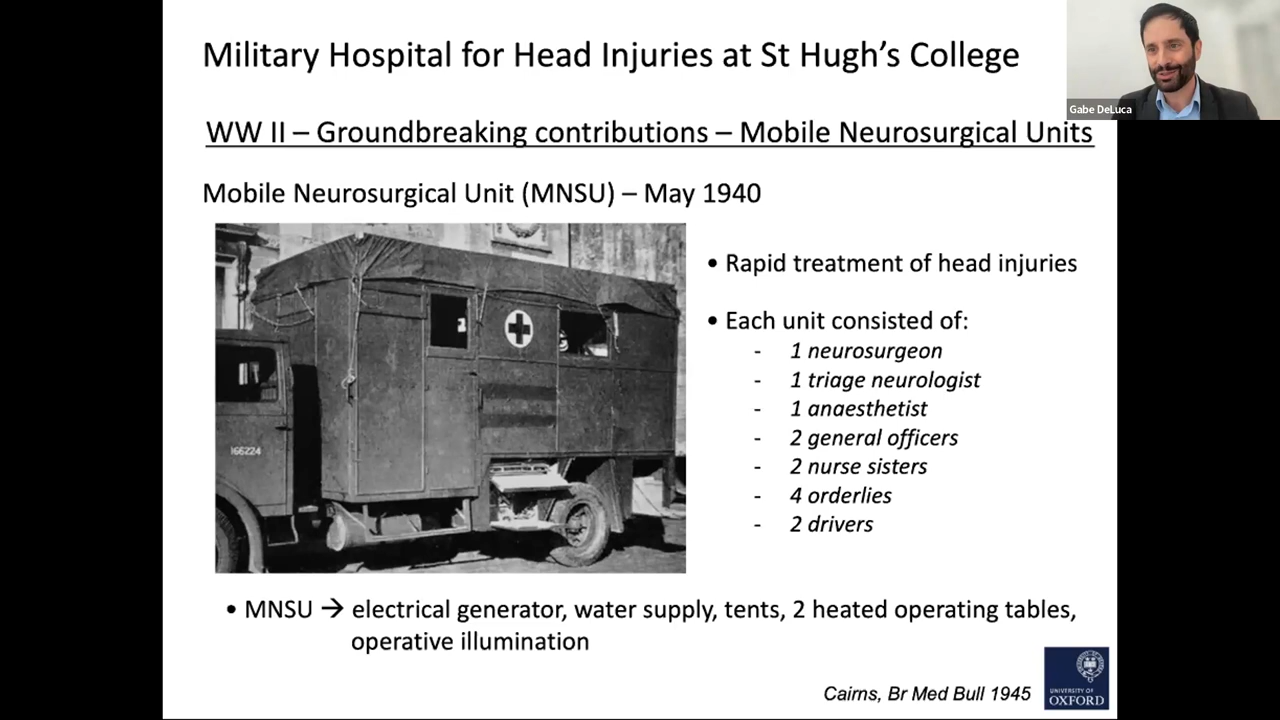 Military Hospital for Head Injuries at St Hugh's College
Gabe DeLuca
WW II – Groundbreaking contributions – Mobile Neurosurgical Units
Mobile Neurosurgical Unit (MNSU) – May 1940
166224
• Rapid treatment of head injuries
• Each unit consisted of:
- 1 neurosurgeon
- 1 triage neurologist
- 1 anaesthetist
- 2 general officers
- 2 nurse sisters
- 4 orderlies
- 2 drivers
• MNSU → electrical generator, water supply, tents, 2 heated operating tables,
operative illumination
Cairns, Br Med Bull 1945
UNIVERSITY OF
OXFORD